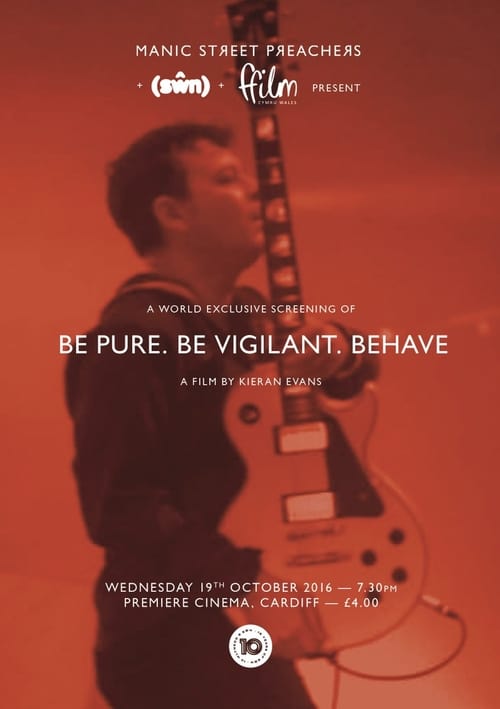 MANIC STREET PREACHERS
+ (sŵn) + ffilm PRESENT
CYMRU WALES
A WORLD EXCLUSIVE SCREENING OF
BE PURE. BE VIGILANT. BEHAVE
A FILM BY KIERAN EVANS
WEDNESDAY 19TH OCTOBER 2016 — 7.30PM
PREMIERE CINEMA, CARDIFF — £4.00
10